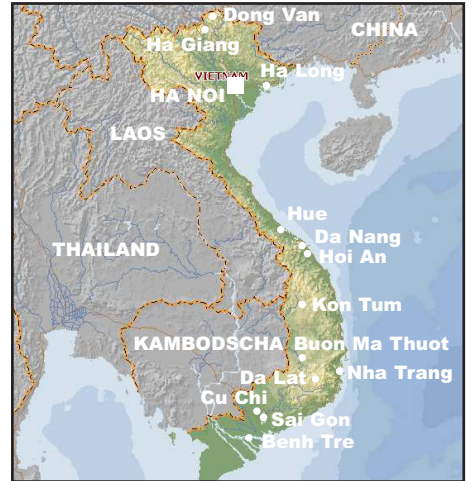 Dong Van
CHINA
Ha Giang
VIETNAM
Ha Long
HA NOI
LAOS
Hue
Da Nang
THAILAND
Hoi An
Kon Tum
KAMBODSCHA
Buon Ma Thuot
Nha Trang
Da Lat
Cu Chi
Sai Gon
Benh Tre